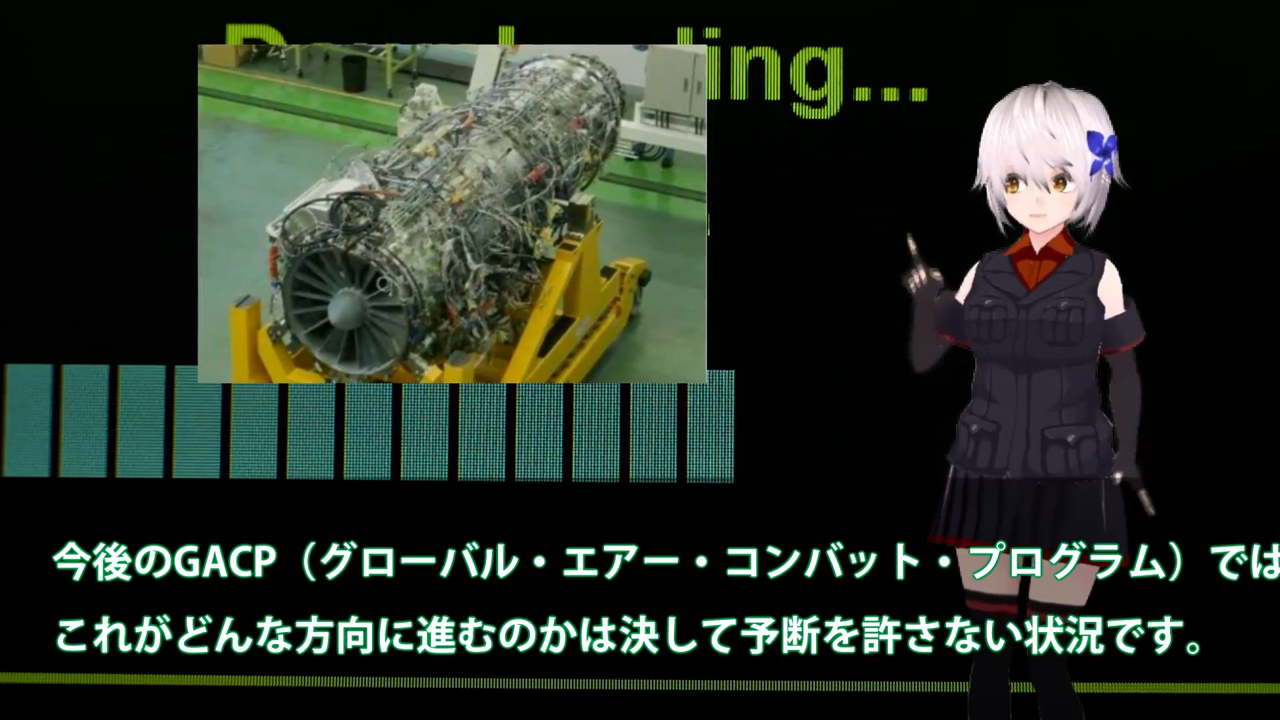 ing...
今後のGACP（グローバル・エアー・コンバット・プログラム）では
これがどんな方向に進むのかは決して予断を許さない状況です。